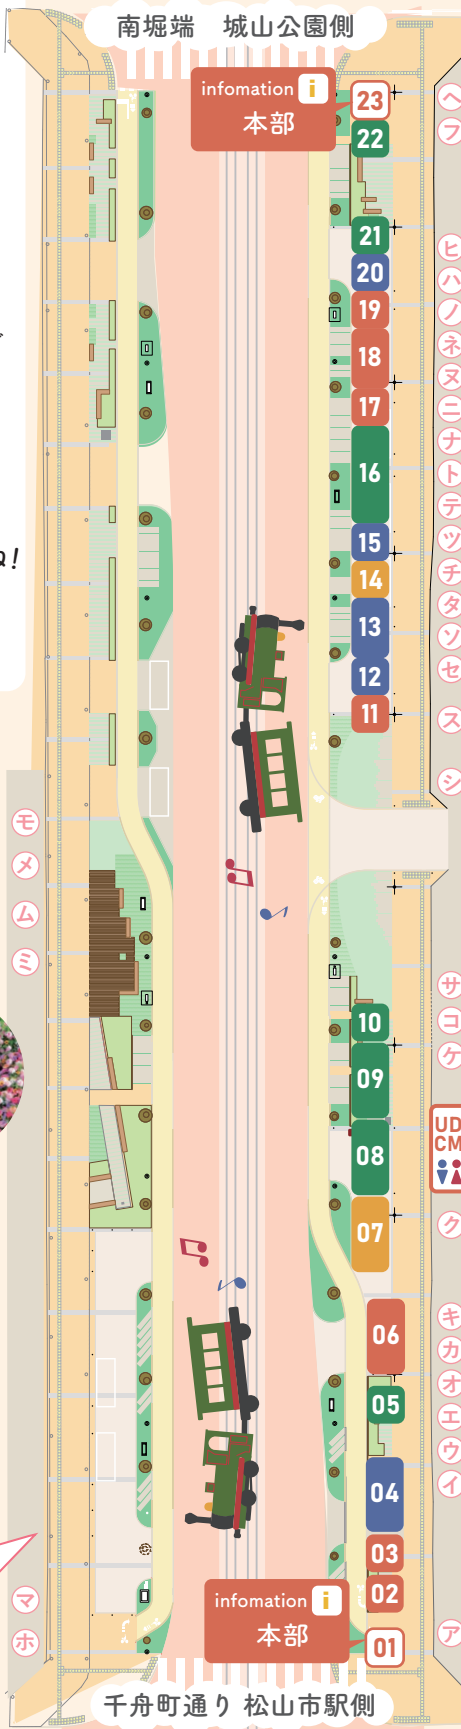 南堀端 城山公園側
infomation i
本部
23
22
21
20
19
18
17
16
15
14
13
12
11
10
09
08
07
06
05
04
03
02
01
ヘ
フ
ヒ
ハ
ノ
ネ
ヌ
ニ
ナ
ト
テ
ツ
チ
タ
ソ
セ
ス
シ
サ
コ
ケ
UD
CM
ク
キ
カ
オ
エ
ウ
イ
ア
!
モ
メ
ム
ミ
マ
ホ
infomation i
本部
千舟町通り 松山市駅側